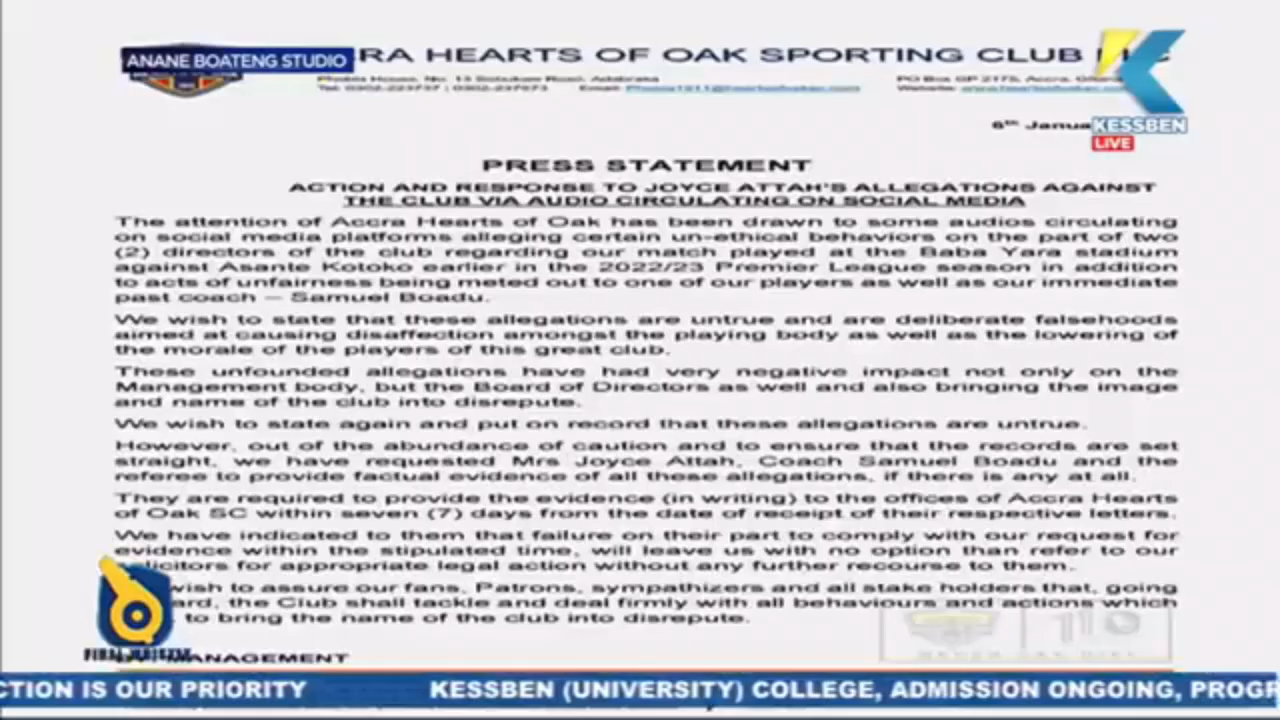 ANANE BOATENG STUDIO
RA HEARTS OF OAK SPORTING CLUB
KESSBEN
LIVE
6th Janua
PRESS STATEMENT
ACTION AND RESPONSE TO JOYCE ATTAH'S ALLEGATIONS AGAINST
THE CLUB VIA AUDIO CIRCULATING ON SOCIAL MEDIA
The attention of Accra Hearts of Oak has been drawn to some audios circulating
on social media platforms alleging certain un-ethical behaviors on the part of two
(2) directors of the club regarding our match played at the Baba Yara stadium
against Asante Kotoko earlier in the 2022/23 Premier League season in addition
to acts of unfairness being meted out to one of our players as well as our immediate
past coach – Samuel Boadu.
We wish to state that these allegations are untrue and are deliberate falsehoods
aimed at causing disaffection amongst the playing body as well as the lowering of
the morale of the players of this great club.
These unfounded allegations have had very negative impact not only on the
Management body, but the Board of Directors as well and also bringing the image
and name of the club into disrepute.
We wish to state again and put on record that these allegations are untrue.
However, out of the abundance of caution and to ensure that the records are set
straight, we have requested Mrs Joyce Attah, Coach Samuel Boadu and the
referee to provide factual evidence of all these allegations, if there is any at all.
They are required to provide the evidence (in writing) to the offices of Accra Hearts
of Oak SC within seven (7) days from the date of receipt of their respective letters.
We have indicated to them that failure on their part to comply with our request for
evidence within the stipulated time, will leave us with no option than refer to our
licitors for appropriate legal action without any further recourse to them.
wish to assure our fans, Patrons, sympathizers and all stake holders that, going
ard, the Club shall tackle and deal firmly with all behaviours and actions which
to bring the name of the club into disrepute.
MANAGEMENT
CTION IS OUR PRIORITY KESSBEN (UNIVERSITY) COLLEGE, ADMISSION ONGOING, PROGR